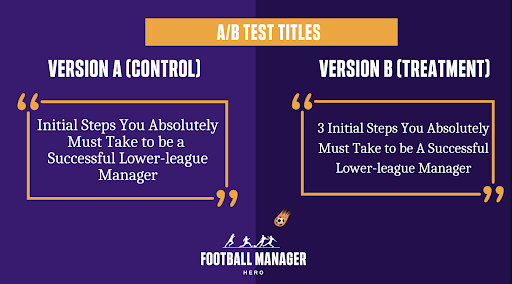 A/B TEST TITLES
VERSION A (CONTROL)
“
Initial Steps You Absolutely
Must Take to be a
Successful Lower-league
Manager
”
VERSION B (TREATMENT)
“
3 Initial Steps You Absolutely
Must Take to be A Successful
Lower-league Manager
”
FOOTBALL MANAGER
HERO